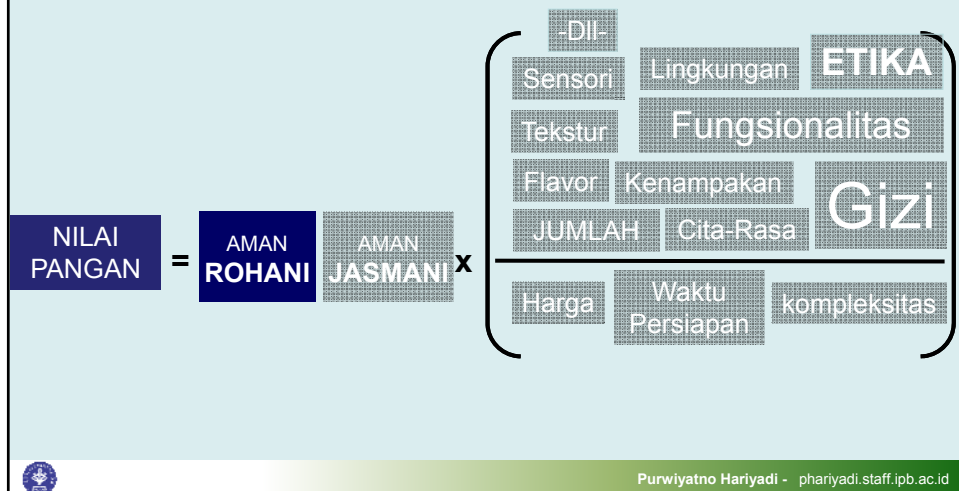 -Dll-
Sensori Lingkungan ETIKA
Tekstur Fungsionalitas
Flavor Kenampakan Gizi
JUMLAH Cita-Rasa
NILAI
PANGAN = AMAN
ROHANI AMAN
JASMANI x
Harga Waktu
Persiapan kompleksitas
Purwiyatno Hariyadi - phariyadi.staff.ipb.ac.id